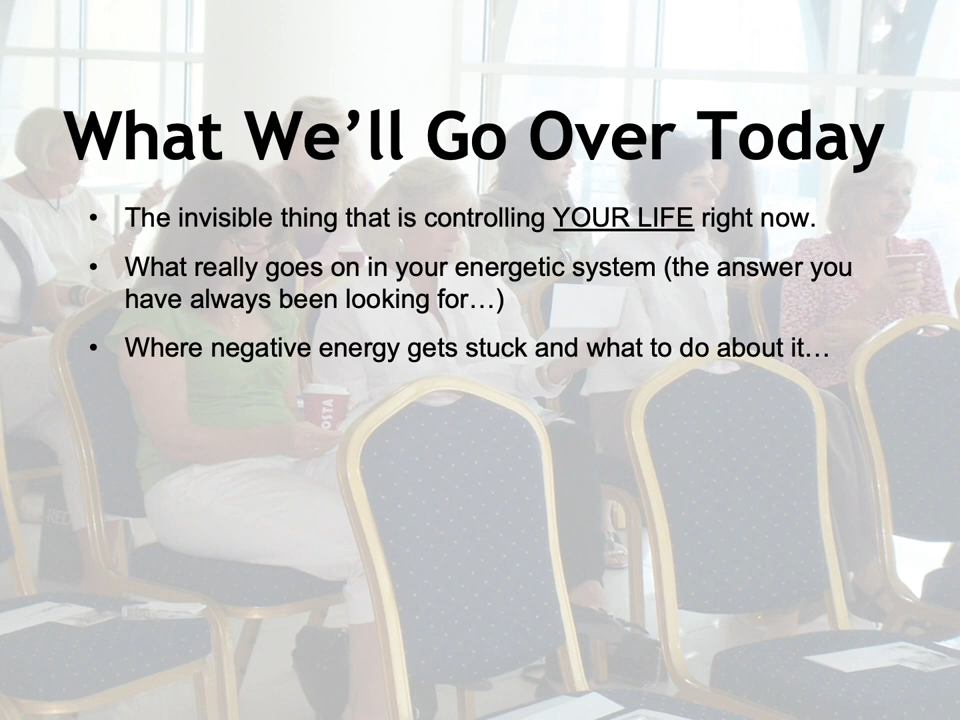 What We’ll Go Over Today
• The invisible thing that is controlling YOUR LIFE right now.
• What really goes on in your energetic system (the answer you
have always been looking for…)
• Where negative energy gets stuck and what to do about it…
COSTA